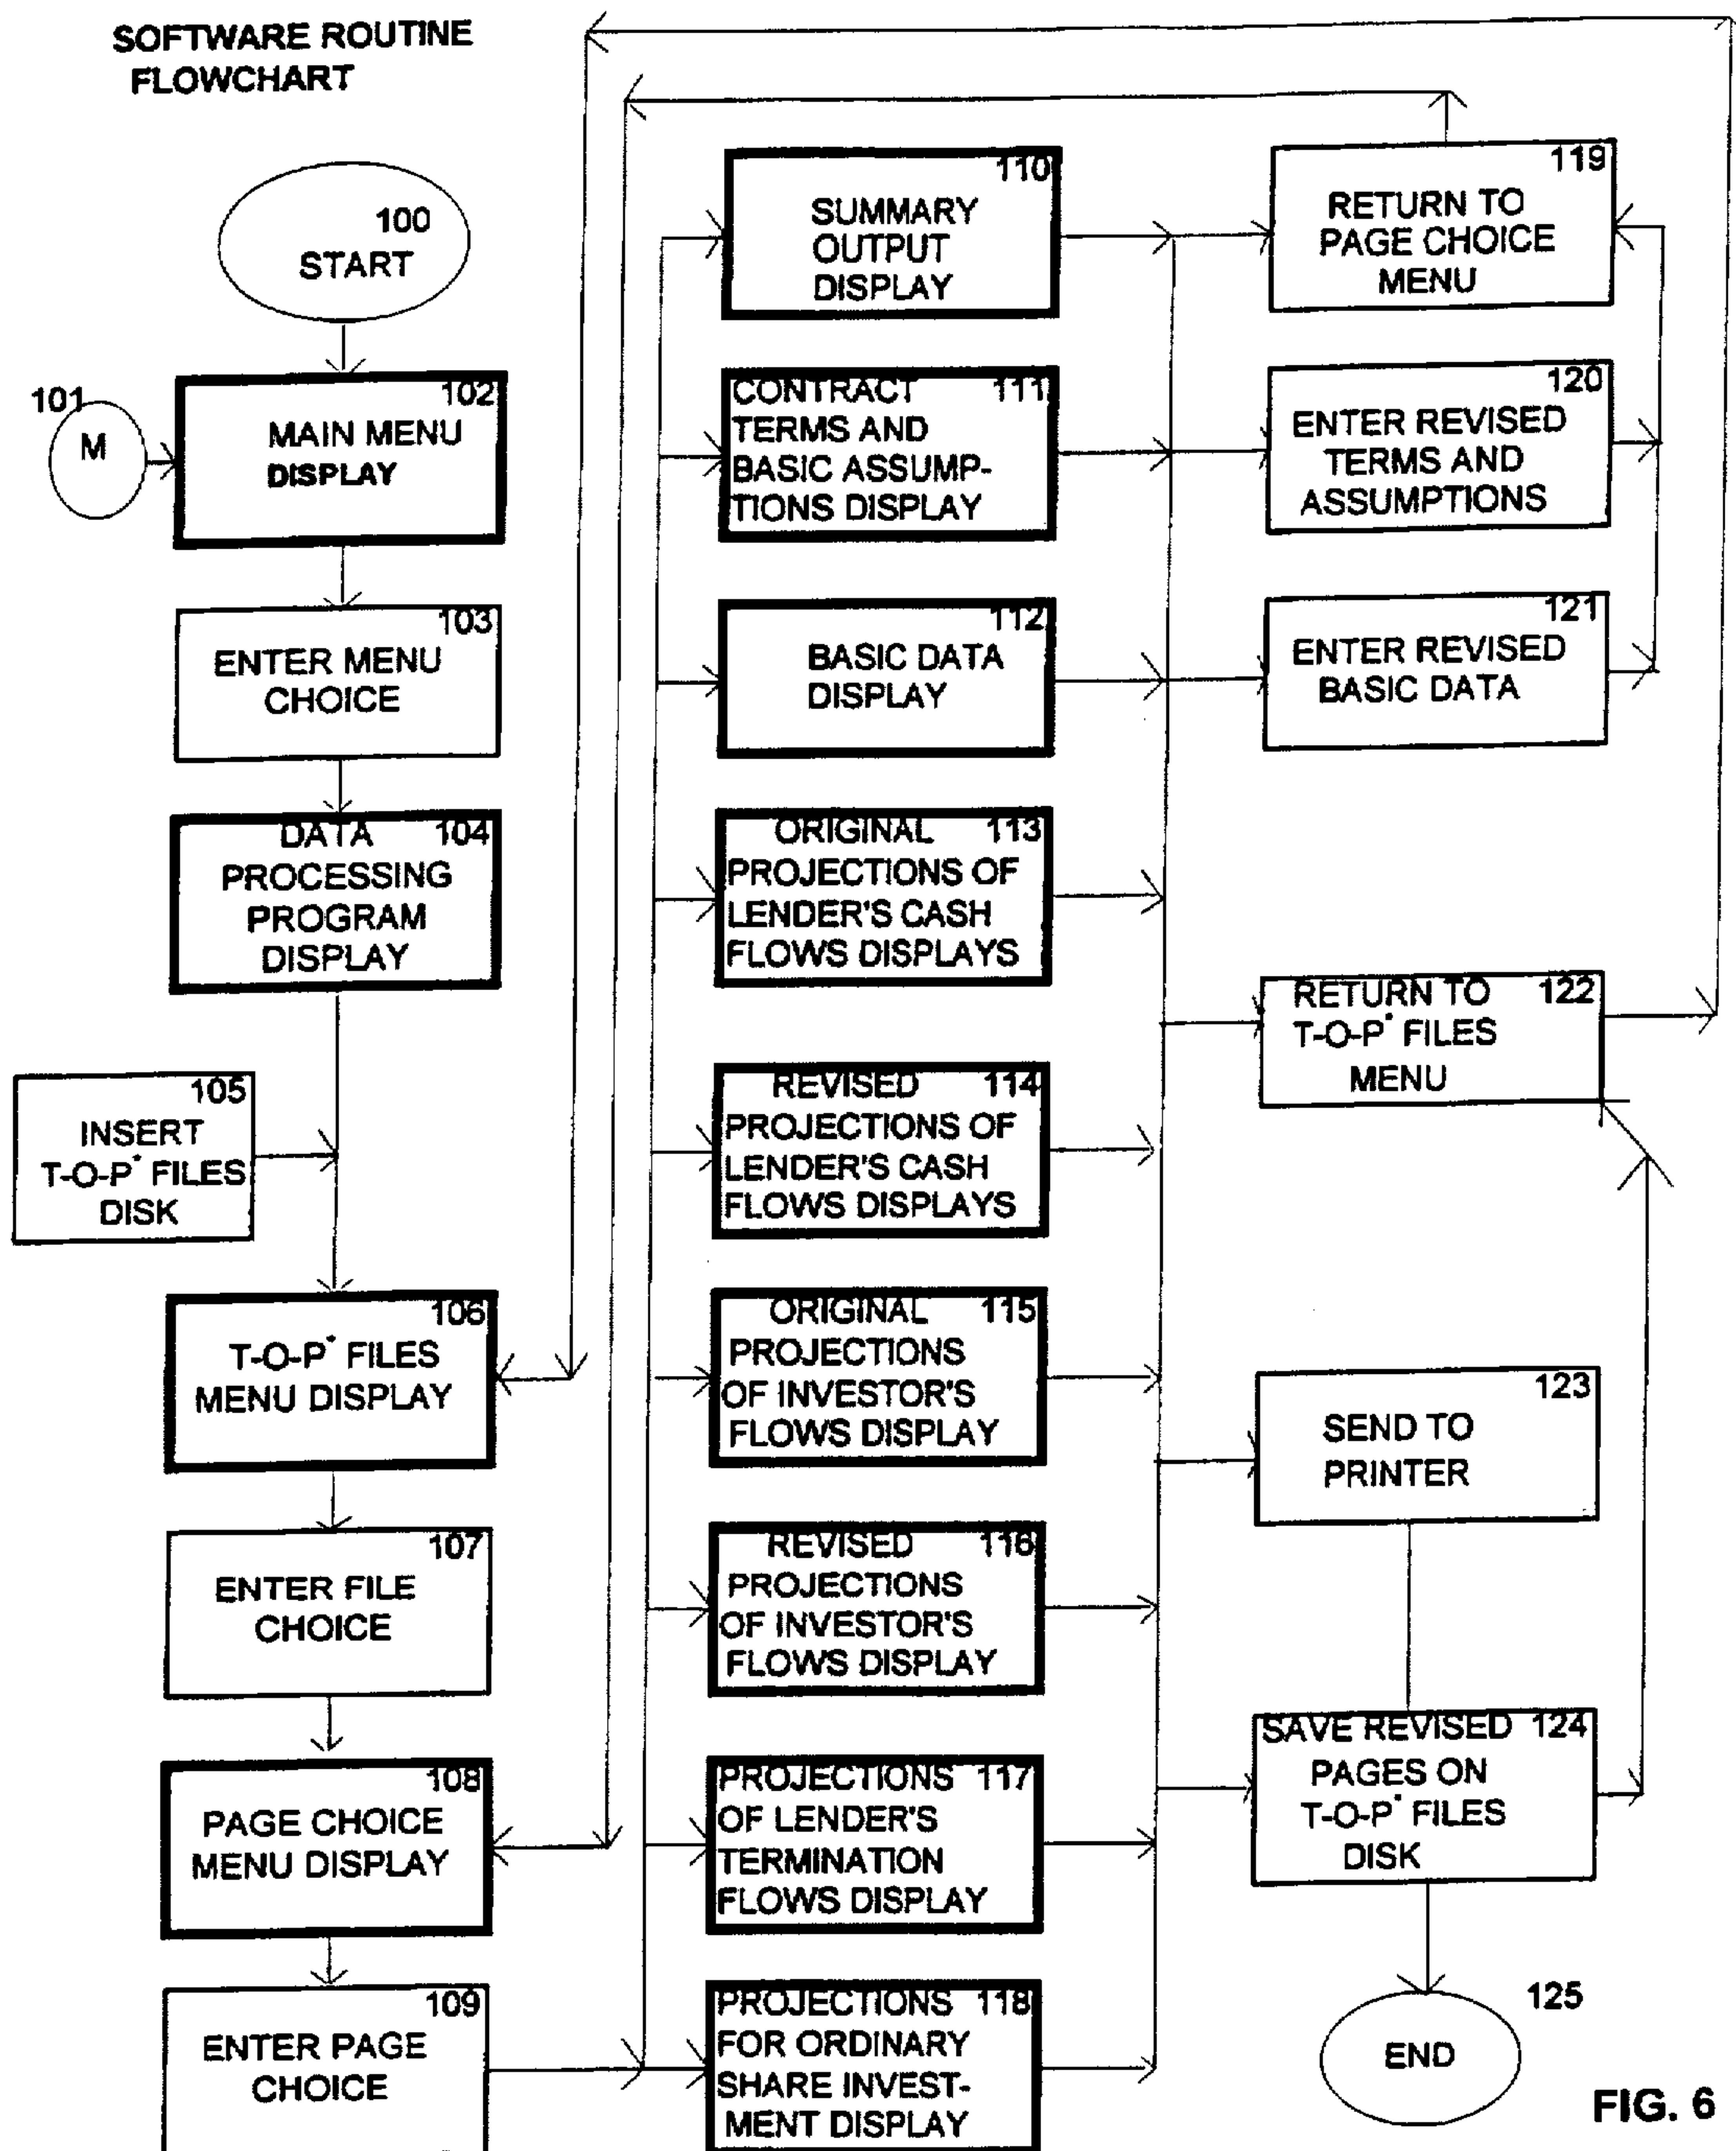 SOFTWARE ROUTINE
FLOWCHART
100
START
101
M
102
MAIN MENU
DISPLAY
103
ENTER MENU
CHOICE
DATA 104
PROCESSING
PROGRAM
DISPLAY
105
INSERT
T-O-P* FILES
DISK
106
T-O-P* FILES
MENU DISPLAY
107
ENTER FILE
CHOICE
108
PAGE CHOICE
MENU DISPLAY
109
ENTER PAGE
CHOICE
110
SUMMARY
OUTPUT
DISPLAY
CONTRACT 111
TERMS AND
BASIC ASSUMP-
TIONS DISPLAY
112
BASIC DATA
DISPLAY
ORIGINAL 113
PROJECTIONS OF
LENDER'S CASH
FLOWS DISPLAYS
REVISED 114
PROJECTIONS OF
LENDER'S CASH
FLOWS DISPLAYS
ORIGINAL 115
PROJECTIONS
OF INVESTOR'S
FLOWS DISPLAY
REVISED 116
PROJECTIONS
OF INVESTOR'S
FLOWS DISPLAY
PROJECTIONS 117
OF LENDER'S
TERMINATION
FLOWS DISPLAY
PROJECTIONS 118
FOR ORDINARY
SHARE INVEST-
MENT DISPLAY
119
RETURN TO
PAGE CHOICE
MENU
120
ENTER REVISED
TERMS AND
ASSUMPTIONS
121
ENTER REVISED
BASIC DATA
RETURN TO 122
T-O-P* FILES
MENU
123
SEND TO
PRINTER
SAVE REVISED 124
PAGES ON
T-O-P* FILES
DISK
125
END
FIG. 6